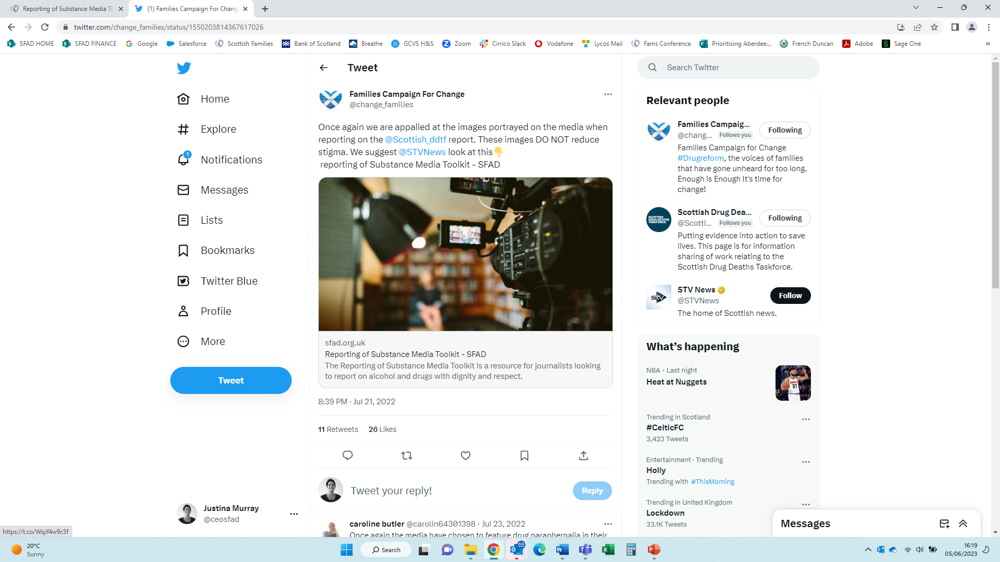 Reporting of Substance Media To
(1) Families Campaign For Chang
twitter.com/change_families/status/1550203814367617026
SFAD HOME
SFAD FINANCE
Google
Salesforce
Scottish Families
Bank of Scotland
Breathe
GCVS H&S
Zoom
Cirrico Slack
Vodafone
Lycos Mail
Fams Conference
Prioritising Aberdee...
French Duncan
Adobe
Sage One
Home
Explore
1
Notifications
Messages
Lists
Bookmarks
Twitter Blue
Profile
More
Tweet
Justina Murray
@ceosfad
https://t.co/WqJf4w9c5f
Tweet
Families Campaign For Change
@change_families
Once again we are appalled at the images portrayed on the media when
reporting on the @Scottish_ddtf report. These images DO NOT reduce
stigma. We suggest @STVNews look at this👇
reporting of Substance Media Toolkit - SFAD
sfad.org.uk
Reporting of Substance Media Toolkit - SFAD
The Reporting of Substance Media Toolkit is a resource for journalists looking
to report on alcohol and drugs with dignity and respect.
8:39 PM · Jul 21, 2022
11 Retweets 26 Likes
Tweet your reply!
Reply
caroline butler @carolin64301398 · Jul 23, 2022
Once again the media have chosen to feature drug paraphernalia in their
Search Twitter
Relevant people
Families Campaig...
@chang... Follows you
Following
Families Campaign for Change
#Drugreform, the voices of families
that have gone unheard for too long.
Enough is Enough It's time for
change!
SCOTTISH
DRUG DEATHS
TASKFORCE
Scottish Drug Dea...
@Scotti... Follows you
Following
Putting evidence into action to save
lives. This page is for information
sharing of work relating to the
Scottish Drug Deaths Taskforce.
stv
STV News
@STVNews
Follow
The home of Scottish news.
What's happening
NBA · Last night
Heat at Nuggets
27
Trending in Scotland
#CelticFC
3,423 Tweets
Entertainment · Trending
Holly
Trending with #ThisMorning
Trending in United Kingdom
Lockdown
33.1K Tweets
Messages
20°C
Sunny
Search
16:19
05/06/2023